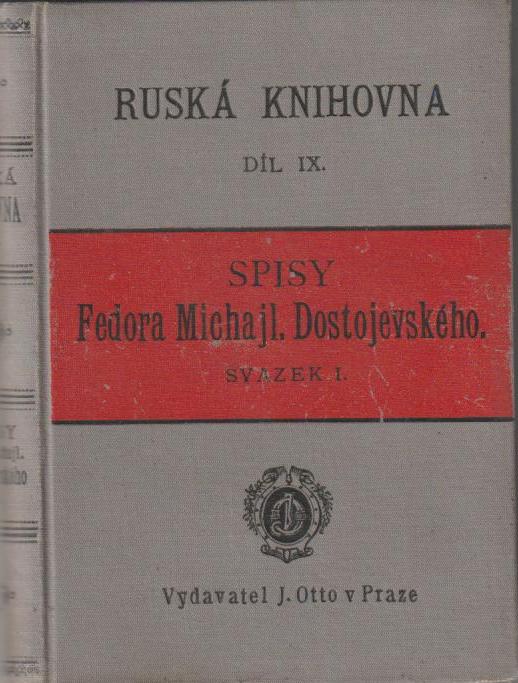 RUSKÁ KNIHOVNA
DÍL IX.
SPISY
Fedora Michajl. Dostojevského.
SVAZEK I.
Vydavatel J. Otto v Praze